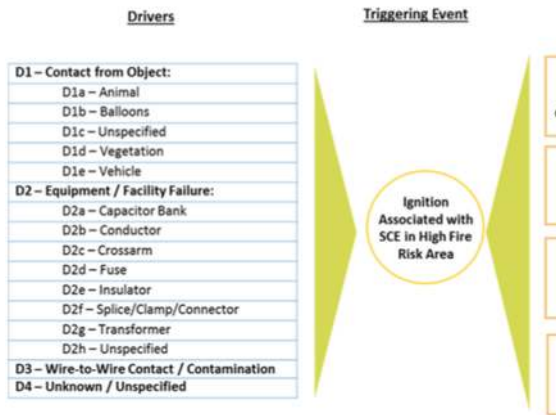 Drivers
Triggering Event
D1 – Contact from Object:
D1a – Animal
D1b – Balloons
D1c – Unspecified
D1d – Vegetation
D1e – Vehicle
D2 – Equipment / Facility Failure:
D2a – Capacitor Bank
D2b – Conductor
D2c – Crossarm
D2d – Fuse
D2e – Insulator
D2f – Splice/Clamp/Connector
D2g – Transformer
D2h – Unspecified
D3 – Wire-to-Wire Contact / Contamination
D4 – Unknown / Unspecified
Ignition
Associated with
SCE in High Fire
Risk Area